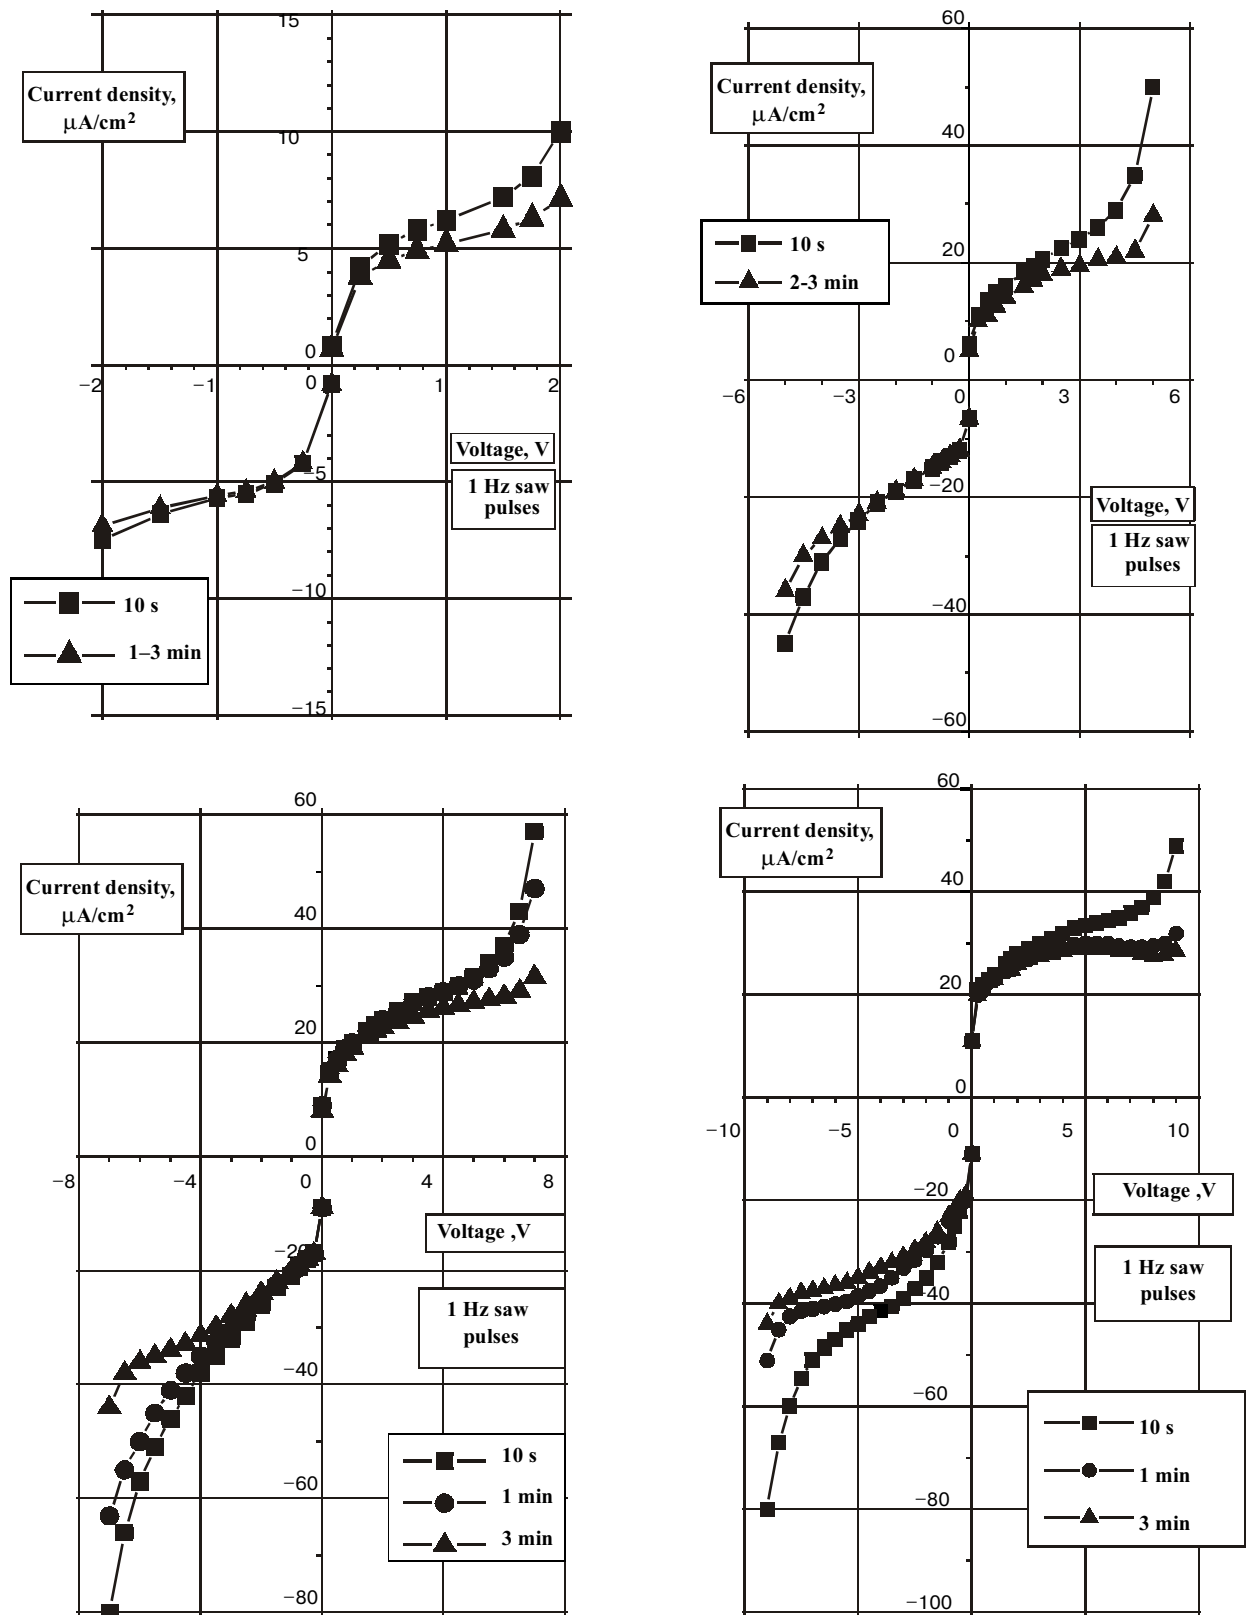 15
Current density,
μA/cm²
10
5
0
−2
−1
0
1
2
Voltage, V
−5
1 Hz saw
pulses
−10
10 s
1–3 min
−15
60
Current density,
μA/cm²
40
10 s
20
2-3 min
0
−6
−3
0
3
6
−20
Voltage, V
1 Hz saw
pulses
−40
−60
60
Current density,
μA/cm²
40
20
0
−8
−4
0
4
8
Voltage ,V
−20
1 Hz saw
pulses
−40
10 s
−60
1 min
3 min
−80
60
Current density,
μA/cm²
40
20
0
−10
−5
0
5
10
−20
Voltage ,V
1 Hz saw
pulses
−40
−60
10 s
1 min
−80
3 min
−100